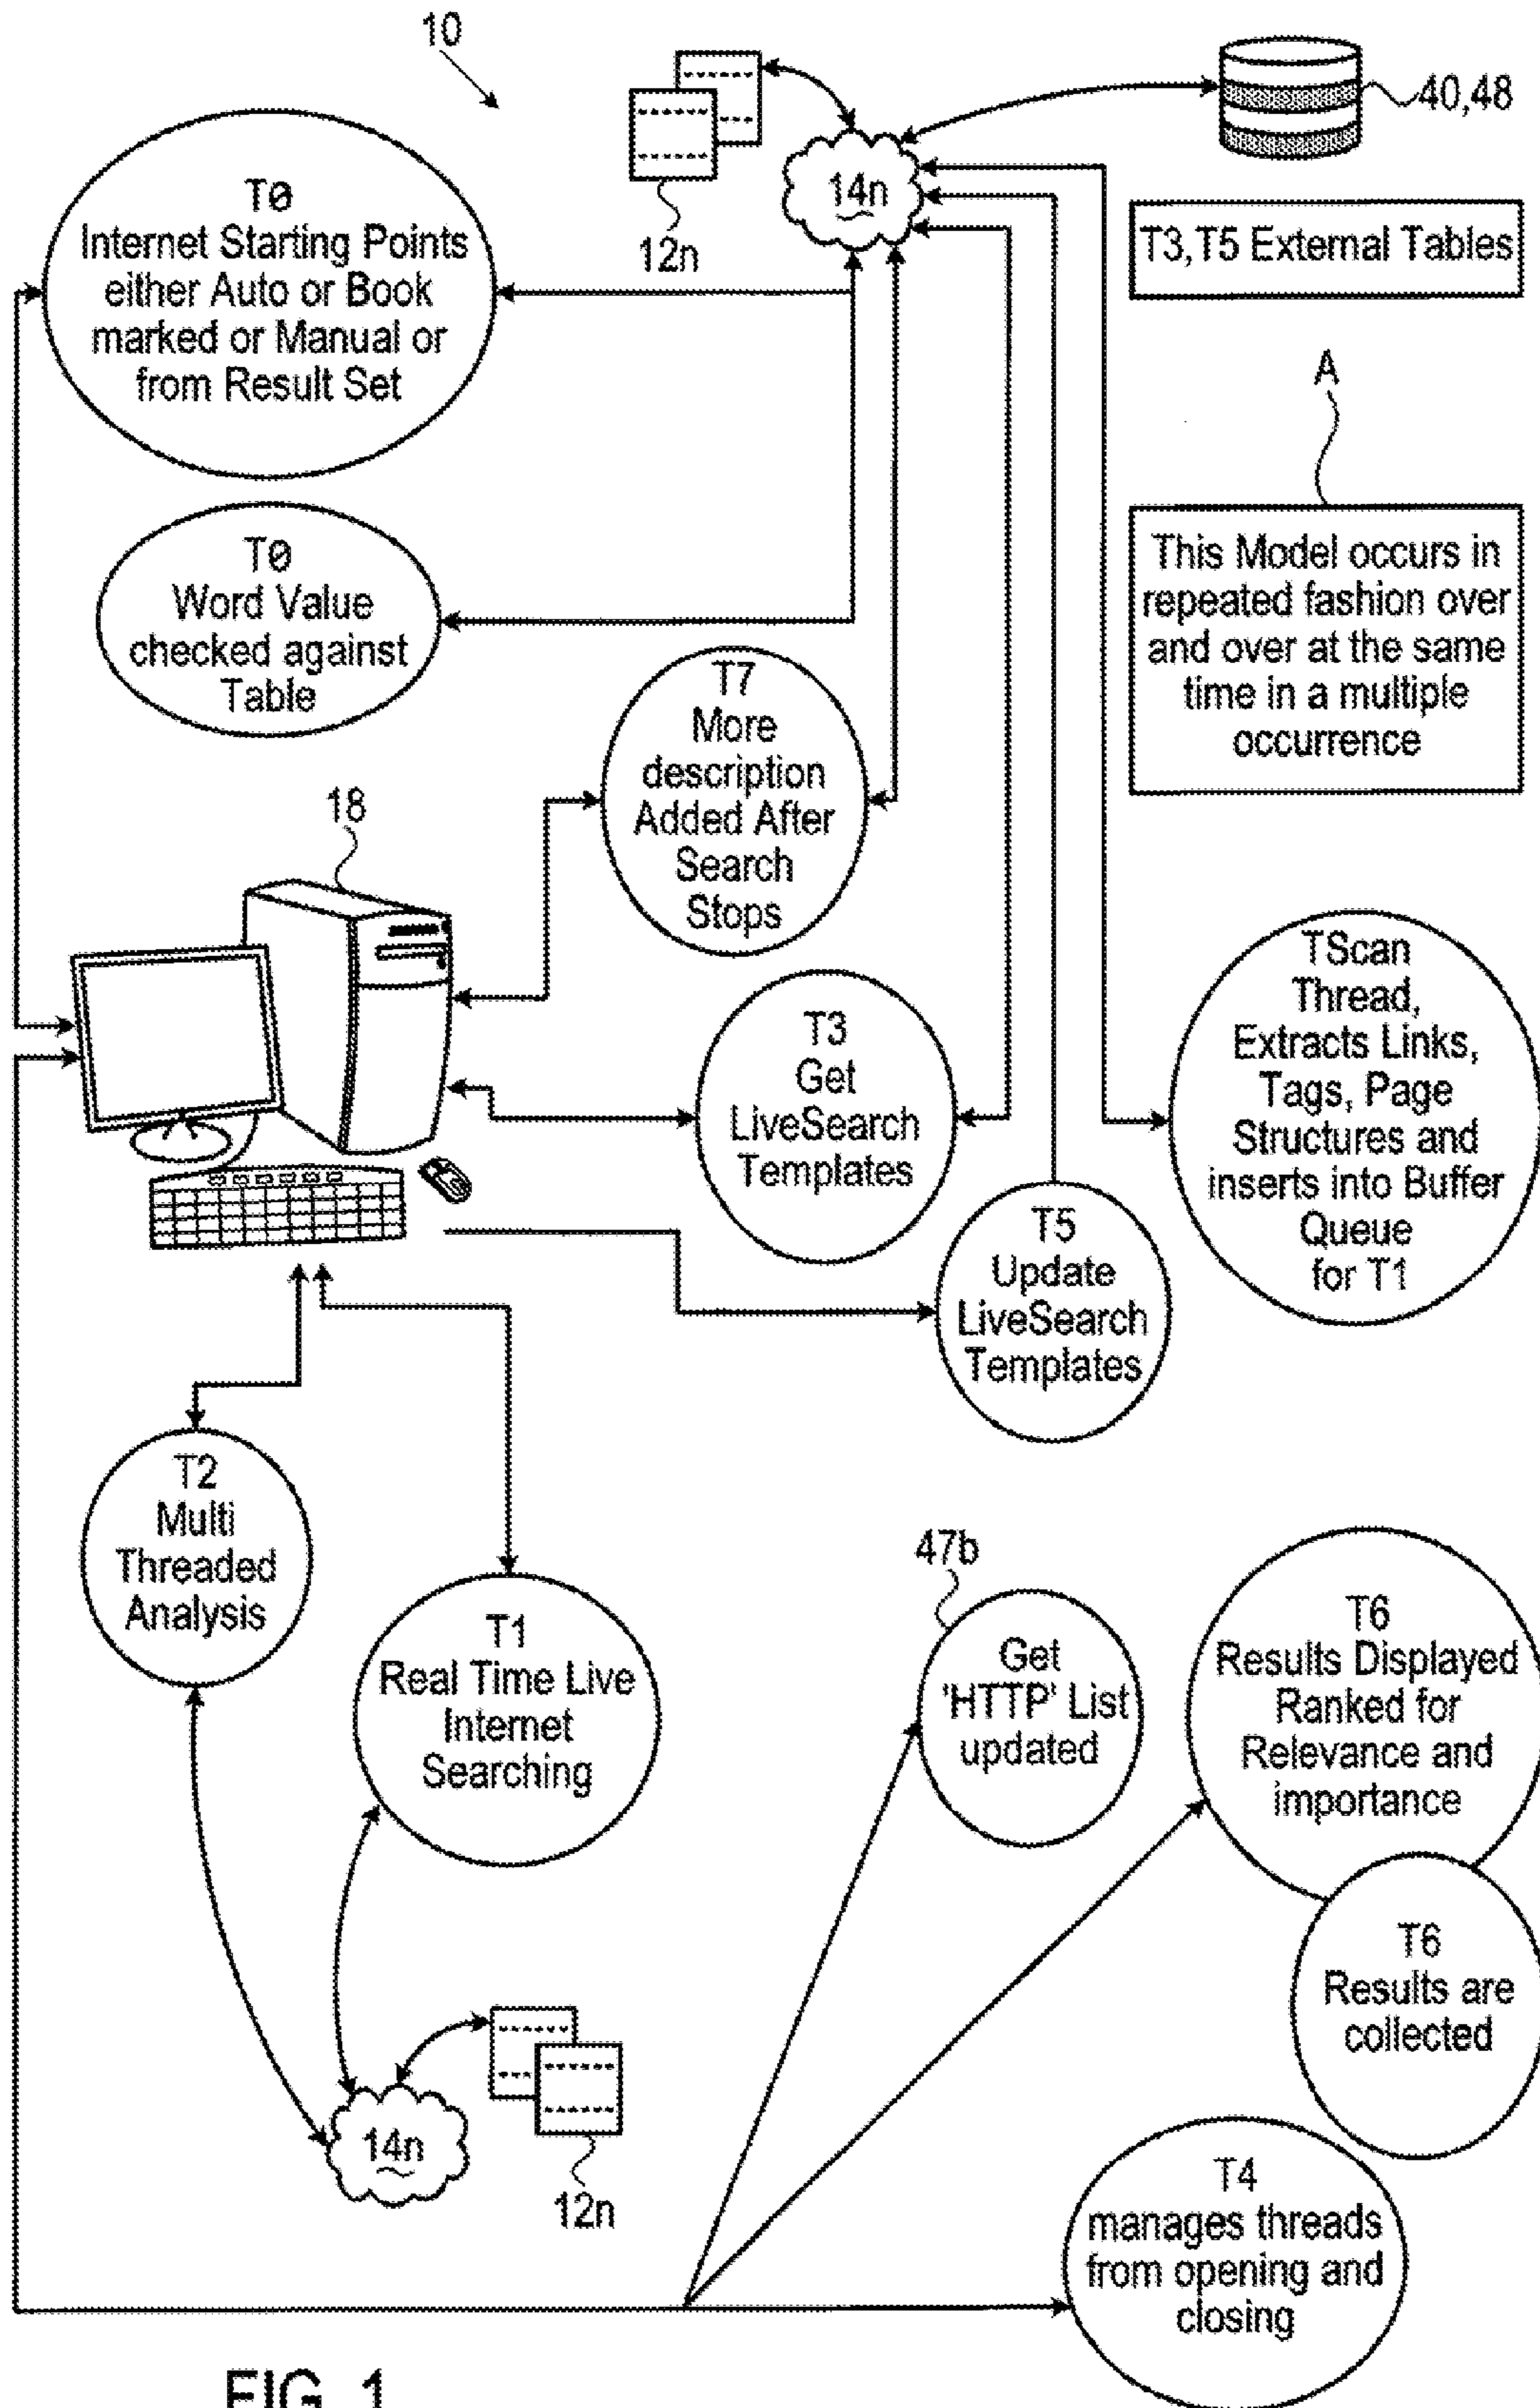 10
40,48
14n
12n
T0
Internet Starting Points
either Auto or Book
marked or Manual or
from Result Set
T3,T5 External Tables
A
T0
Word Value
checked against
Table
This Model occurs in
repeated fashion over
and over at the same
time in a multiple
occurrence
T7
More
description
Added After
Search
Stops
18
TScan
Thread,
Extracts Links,
Tags, Page
Structures and
inserts into Buffer
Queue
for T1
T3
Get
LiveSearch
Templates
T5
Update
LiveSearch
Templates
T2
Multi
Threaded
Analysis
T1
Real Time Live
Internet
Searching
47b
Get
'HTTP' List
updated
T6
Results Displayed
Ranked for
Relevance and
importance
T6
Results are
collected
14n
12n
T4
manages threads
from opening and
closing
FIG. 1